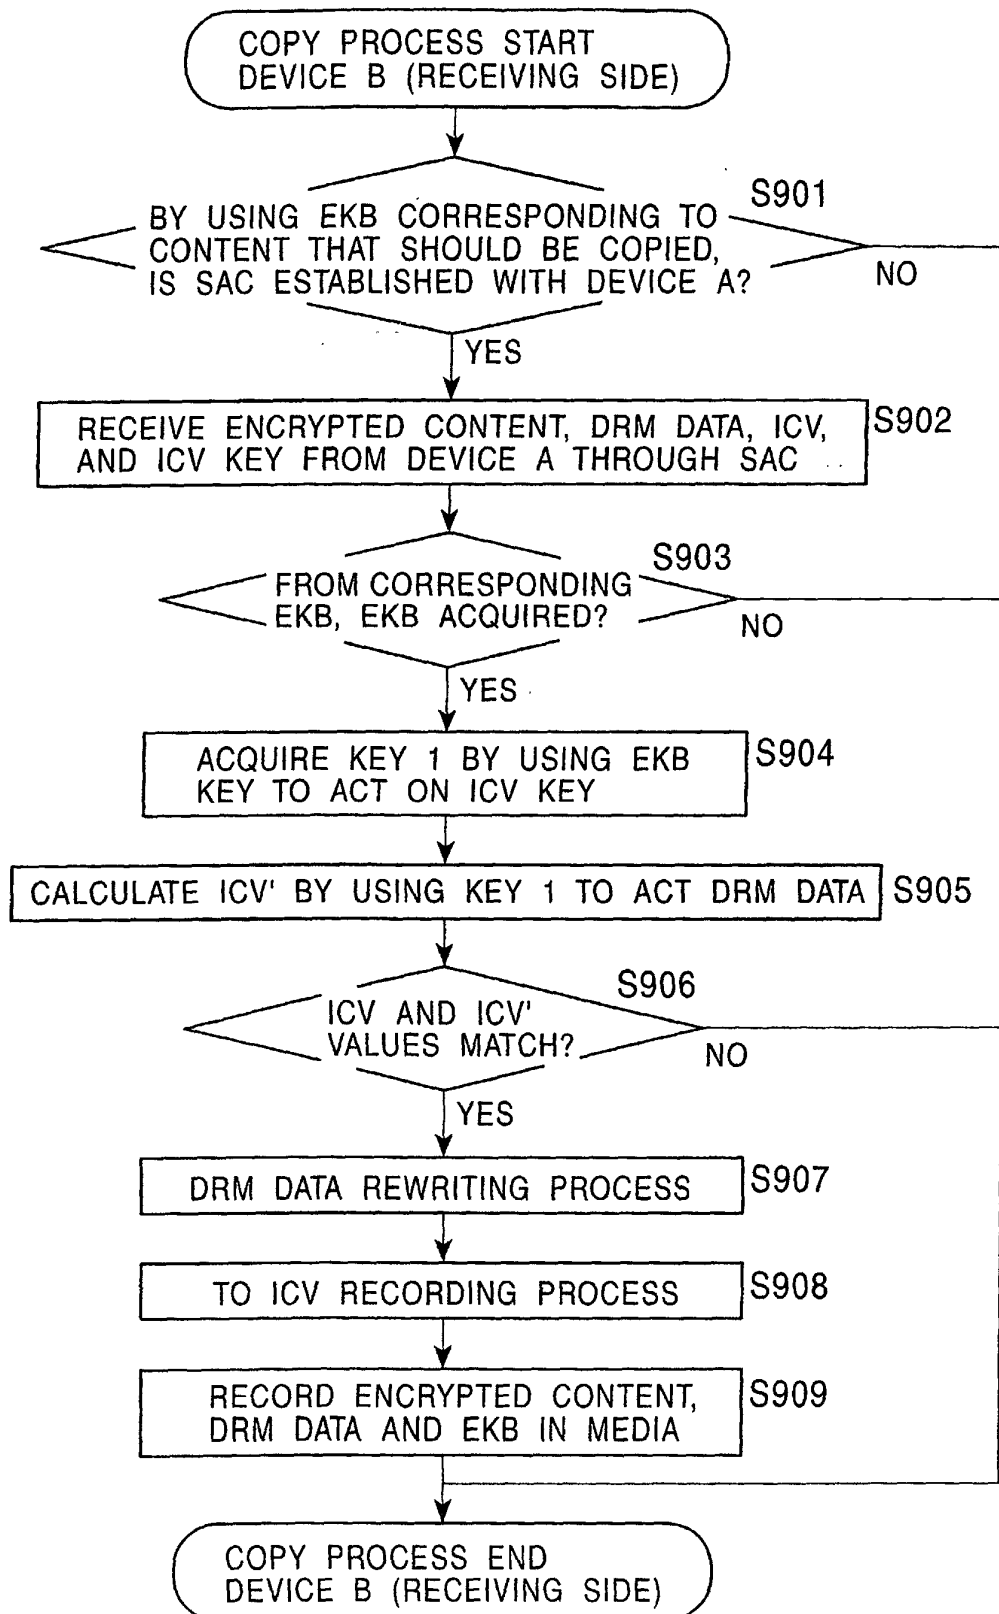 COPY PROCESS START
DEVICE B (RECEIVING SIDE)
S901
BY USING EKB CORRESPONDING TO
CONTENT THAT SHOULD BE COPIED,
IS SAC ESTABLISHED WITH DEVICE A?
NO
YES
RECEIVE ENCRYPTED CONTENT, DRM DATA, ICV,
AND ICV KEY FROM DEVICE A THROUGH SAC
S902
S903
FROM CORRESPONDING
EKB, EKB ACQUIRED?
NO
YES
ACQUIRE KEY 1 BY USING EKB
KEY TO ACT ON ICV KEY
S904
CALCULATE ICV' BY USING KEY 1 TO ACT DRM DATA
S905
S906
ICV AND ICV'
VALUES MATCH?
NO
YES
DRM DATA REWRITING PROCESS
S907
TO ICV RECORDING PROCESS
S908
RECORD ENCRYPTED CONTENT,
DRM DATA AND EKB IN MEDIA
S909
COPY PROCESS END
DEVICE B (RECEIVING SIDE)